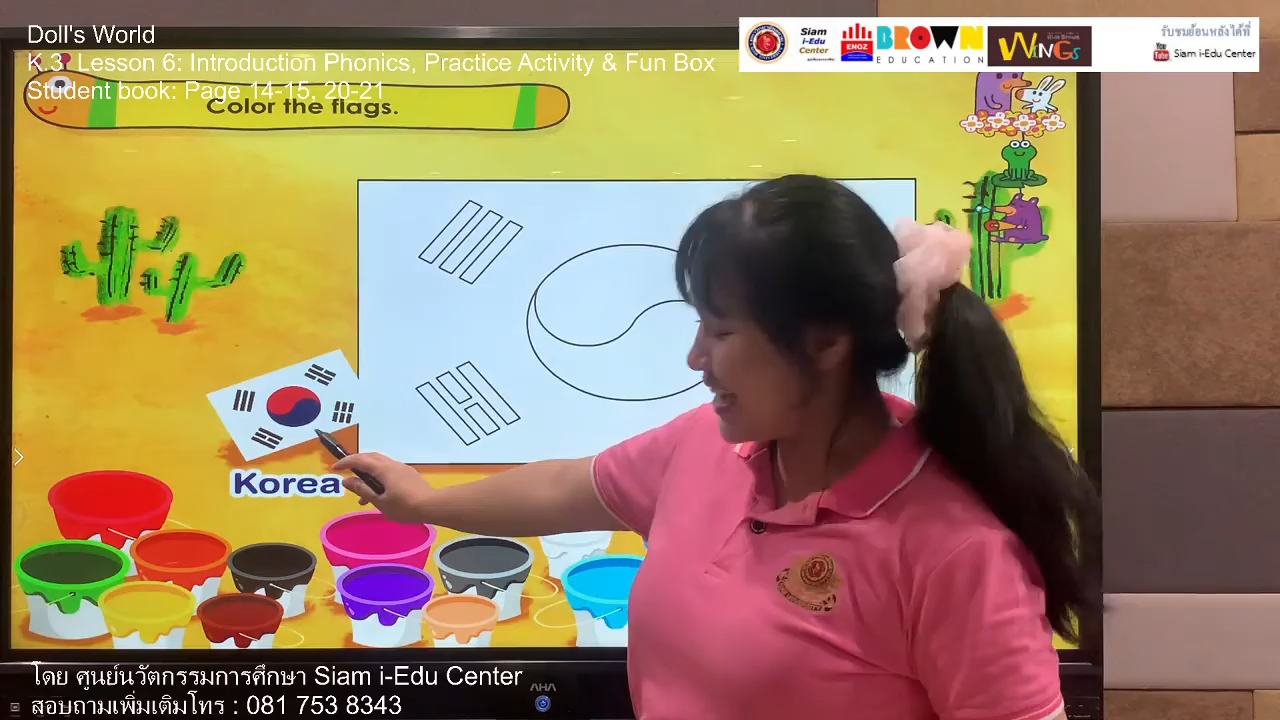 Doll's World
K.3 Lesson 6: Introduction Phonics, Practice Activity & Fun Box
Student book: Page 14-15, 20-21
Color the flags.
Siam
i-Edu
Center
ENOZ
BROWN
EDUCATION
WiNGS
รับชมย้อนหลังได้ที่
You
Tube
Siam i-Edu Center
Korea
โดย ศูนย์นวัตกรรมการศึกษา Siam i-Edu Center
สอบถามเพิ่มเติมโทร : 081 753 8343
AHA